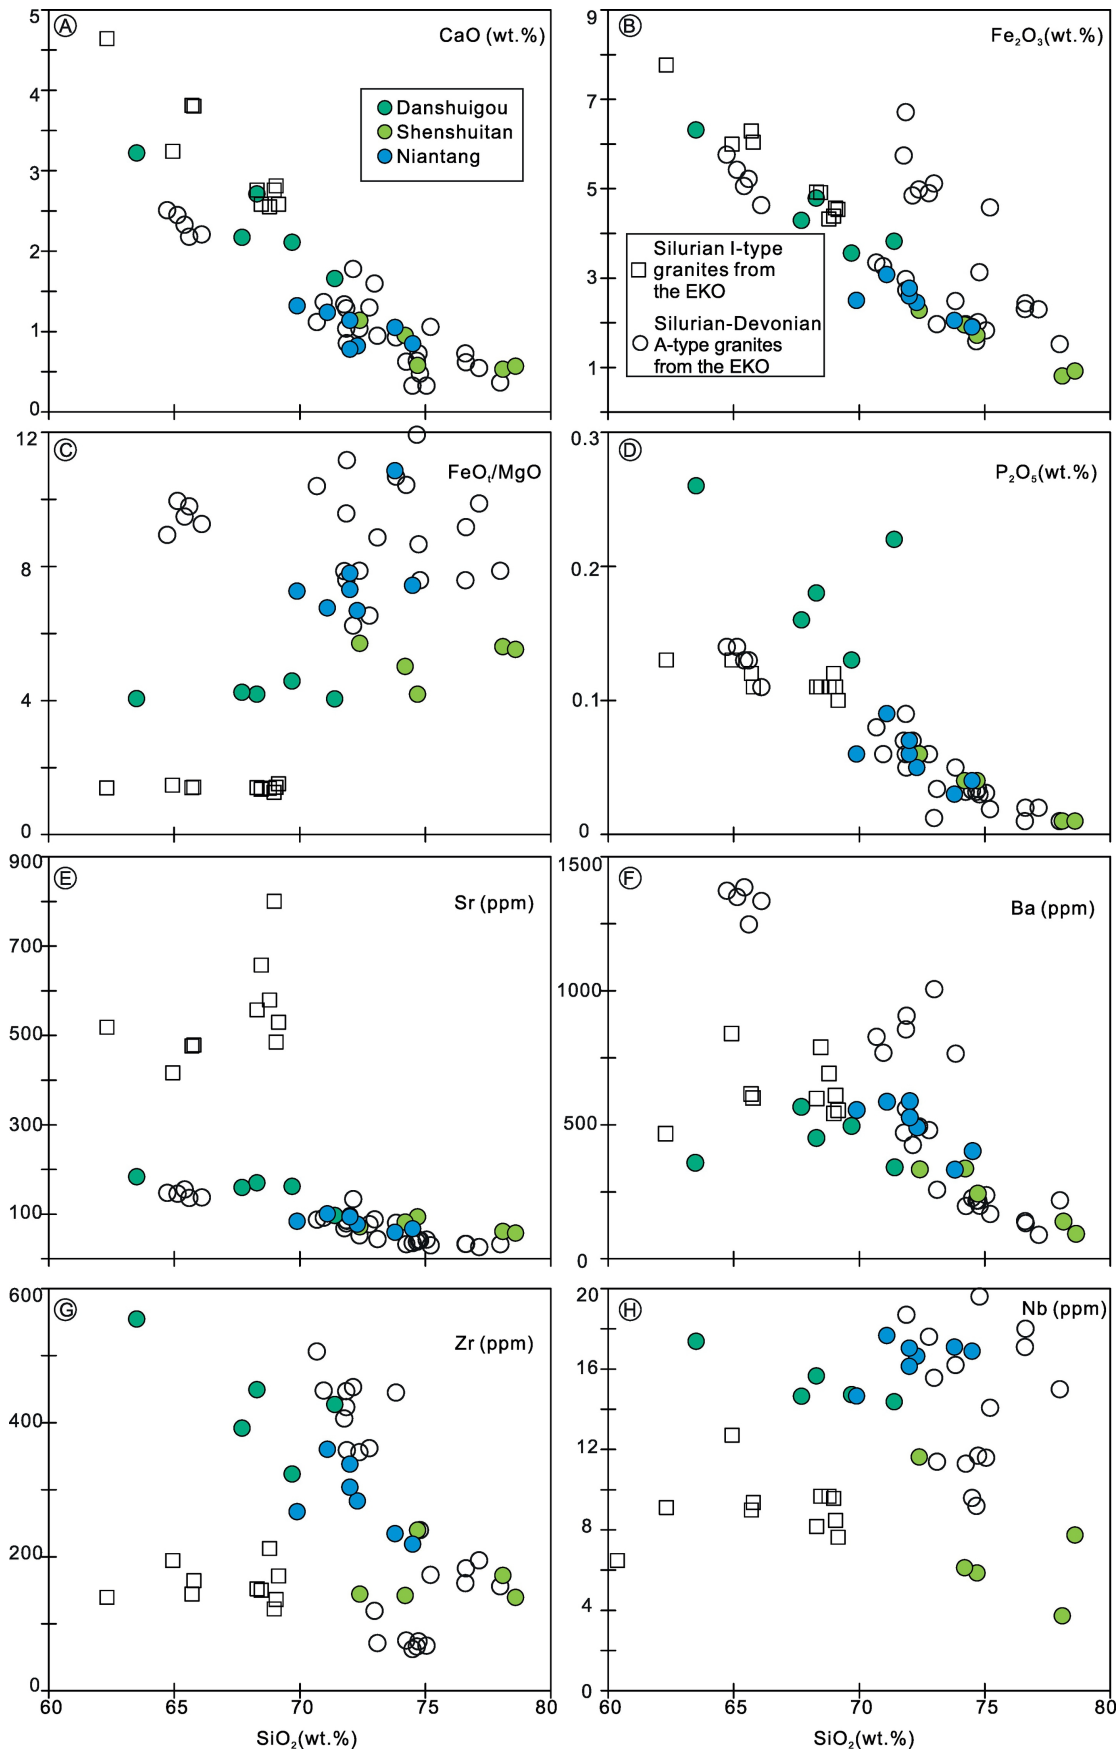 A
CaO (wt.%)
5
4
3
2
1
0
Danshuigou
Shenshuitan
Niantang
B
Fe₂O₃(wt.%)
9
7
5
3
1
Silurian I-type
granites from
the EKO
Silurian-Devonian
A-type granites
from the EKO
C
FeOₜ/MgO
12
8
4
0
D
P₂O₅(wt.%)
0.3
0.2
0.1
0
E
Sr (ppm)
900
700
500
300
100
F
Ba (ppm)
1500
1000
500
0
G
Zr (ppm)
600
400
200
0
60
65
70
75
80
SiO₂(wt.%)
H
Nb (ppm)
20
16
12
8
4
0
60
65
70
75
80
SiO₂(wt.%)